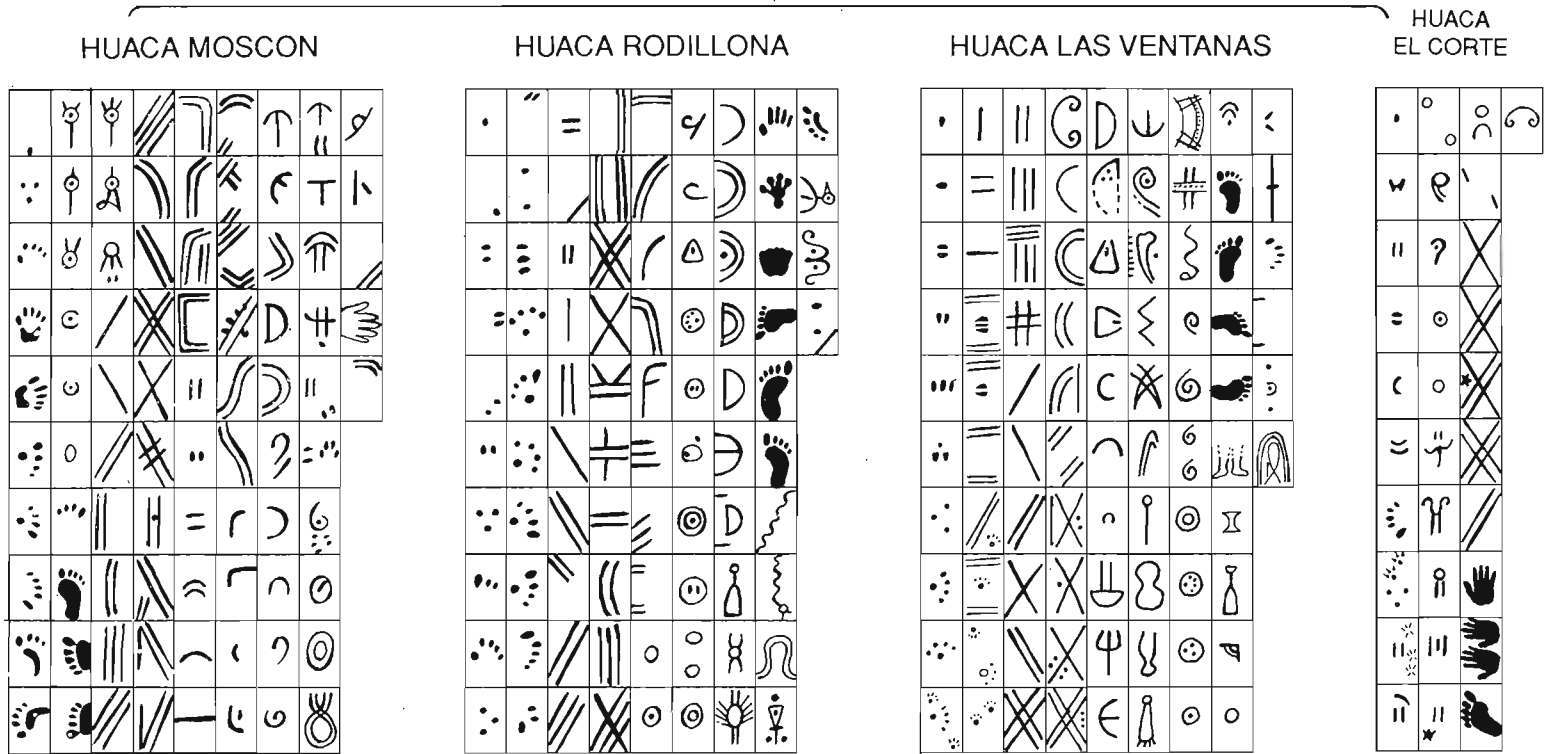 HUACA MOSCON
HUACA RODILLONA
HUACA LAS VENTANAS
HUACA
EL CORTE